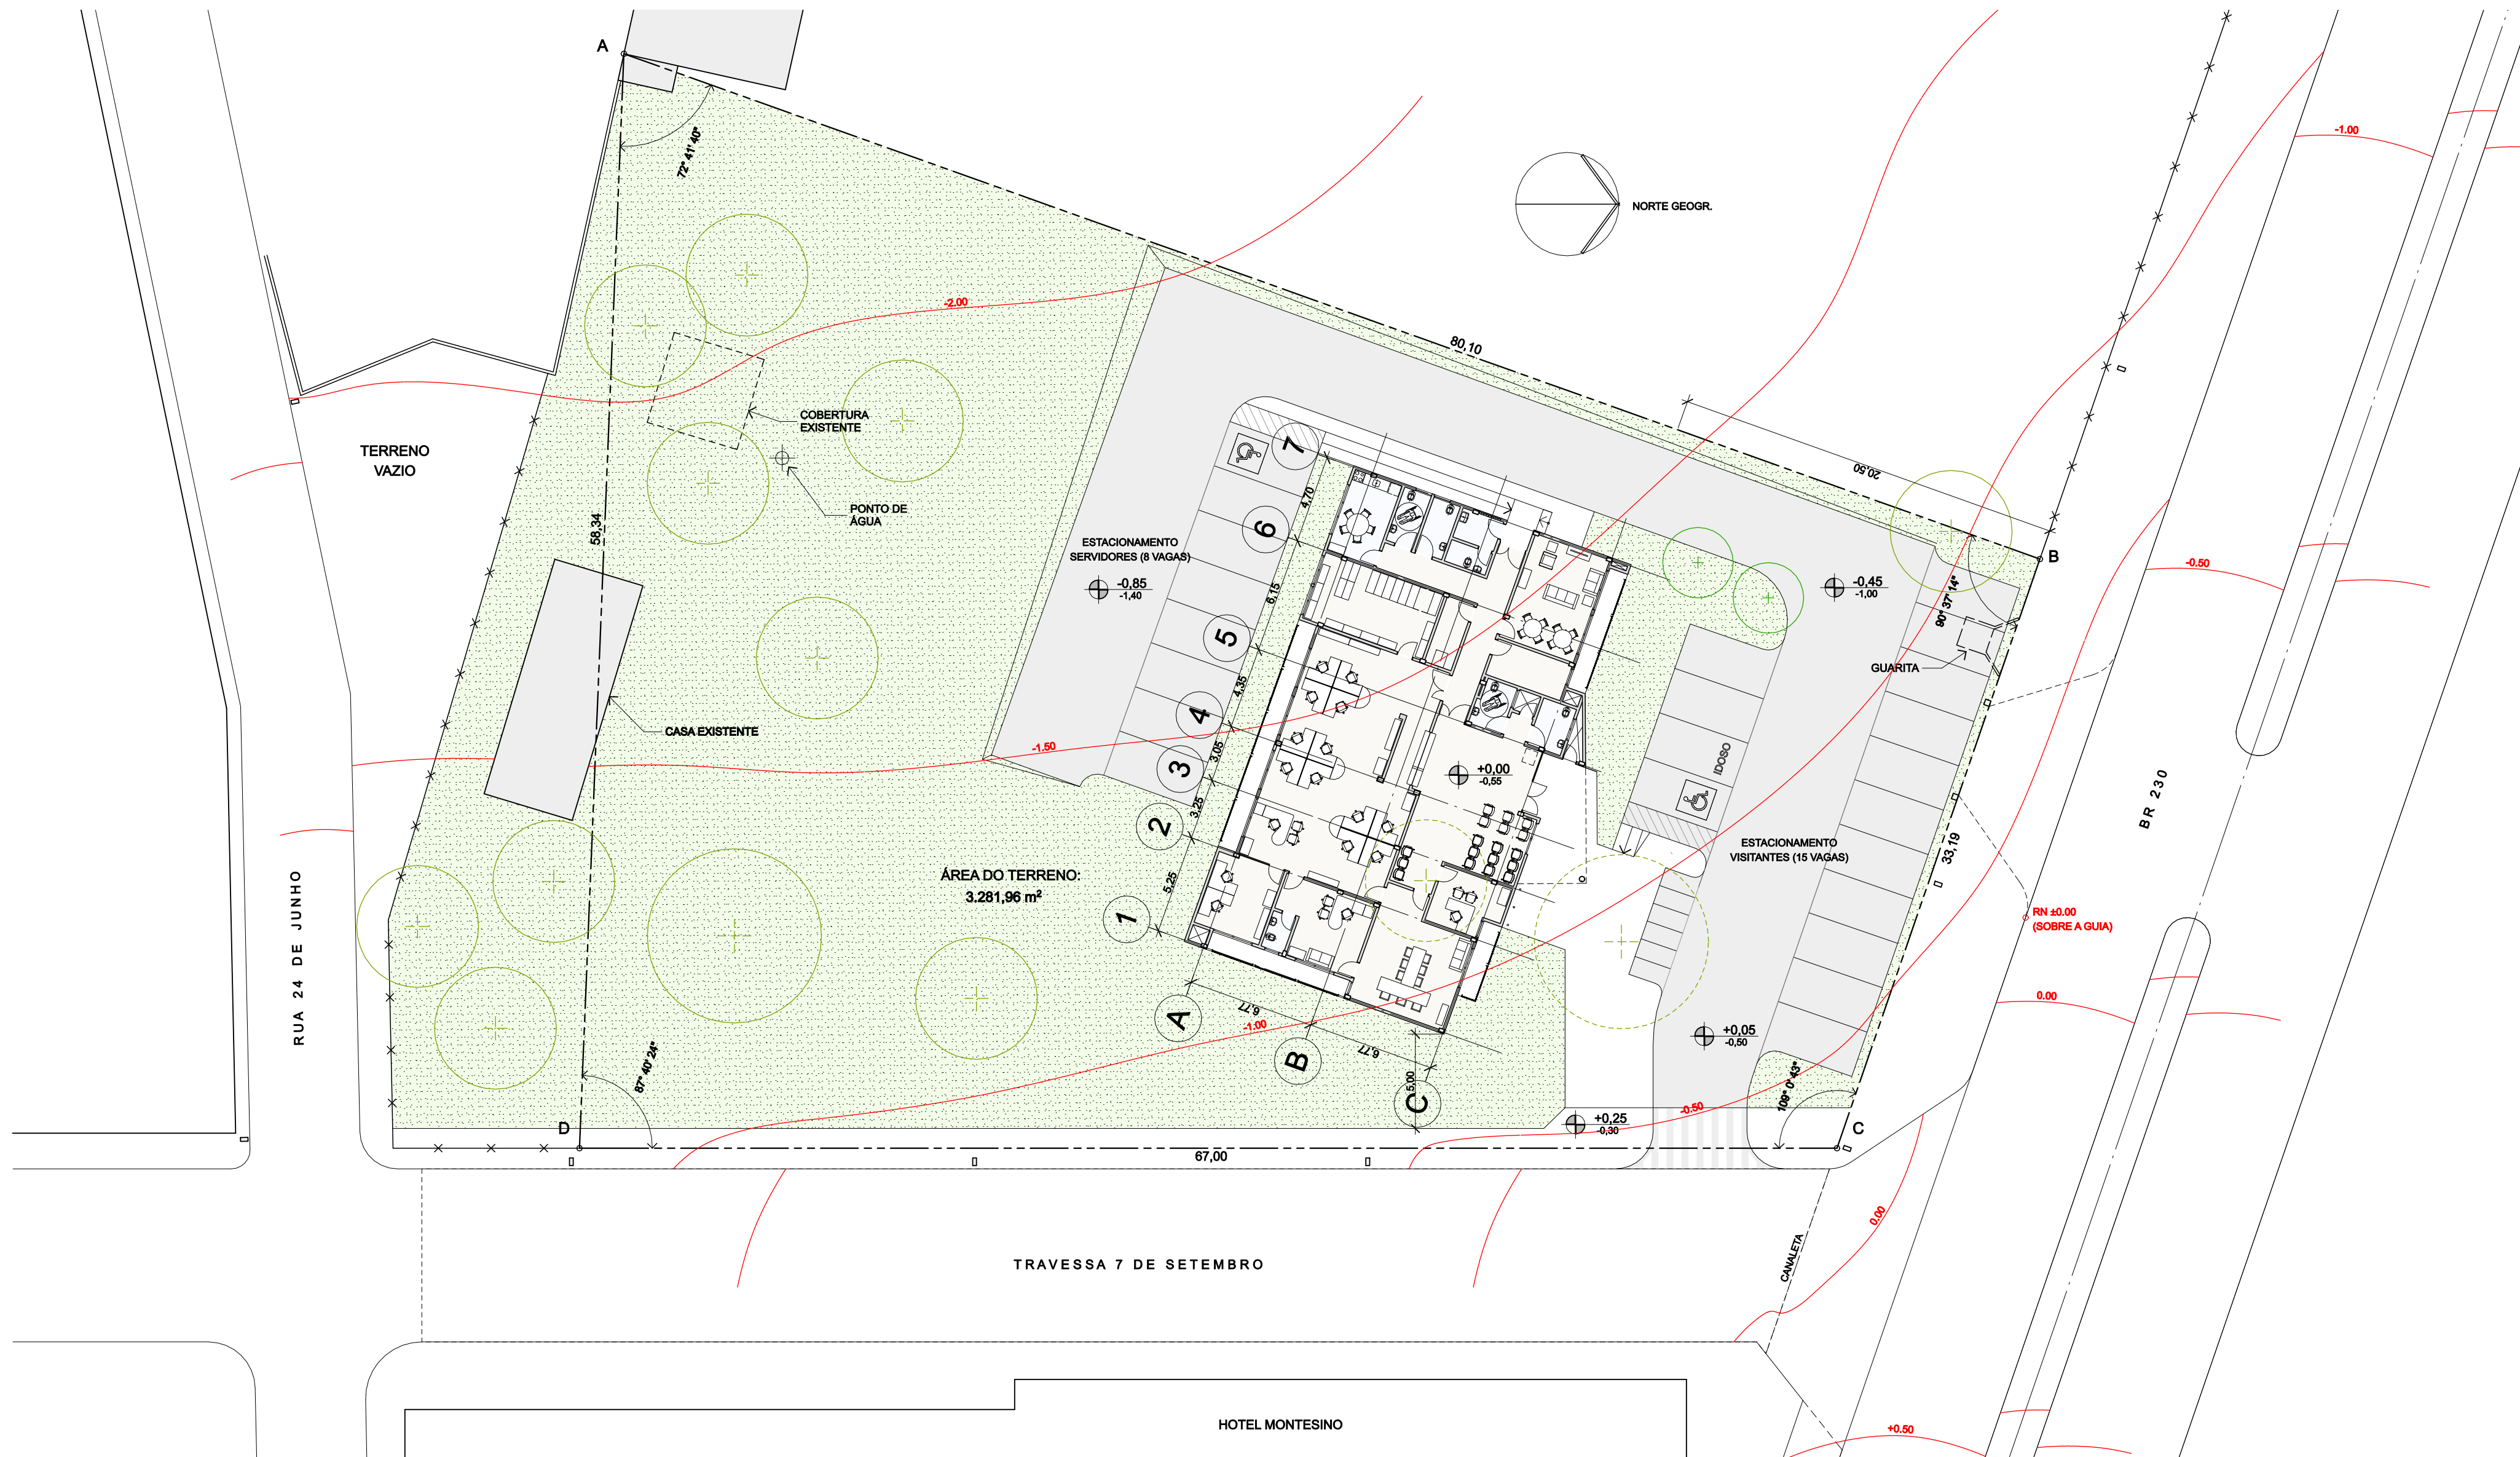 A
72° 41' 40"
NORTE GEOGR.
-1.00
-2.00
80,10
20,50
COBERTURA
EXISTENTE
TERRENO
VAZIO
PONTO DE
ÁGUA
58,34
7
4,70
6
6,15
5
4,35
4
3,05
3
3,25
2
5,25
1
ESTACIONAMENTO
SERVIDORES (8 VAGAS)
-0,85
-1,40
-0,45
-1,00
B
90° 37' 14"
-0.50
GUARITA
CASA EXISTENTE
-1.50
+0,00
-0,55
IDOSO
ESTACIONAMENTO
VISITANTES (15 VAGAS)
33,19
BR 230
ÁREA DO TERRENO:
3.281,96 m²
RN ±0.00
(SOBRE A GUIA)
RUA 24 DE JUNHO
A
6,77
B
6,77
C
5,00
-1.00
0.00
+0,05
-0,50
87° 40' 24"
109° 0' 43"
D
+0,25
-0,30
-0.50
C
67,00
0.00
CANALETA
TRAVESSA 7 DE SETEMBRO
HOTEL MONTESINO
+0.50